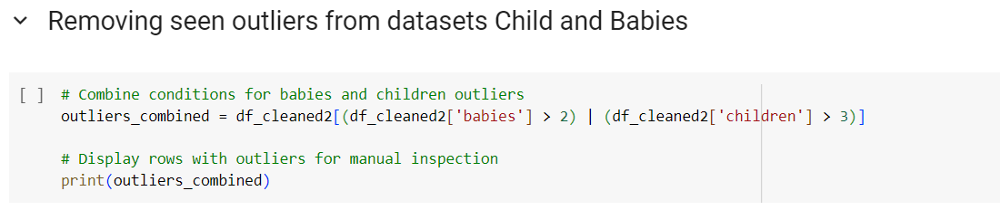 Removing seen outliers from datasets Child and Babies
[ ] # Combine conditions for babies and children outliers
outliers_combined = df_cleaned2[(df_cleaned2['babies'] > 2) | (df_cleaned2['children'] > 3)]
# Display rows with outliers for manual inspection
print(outliers_combined)